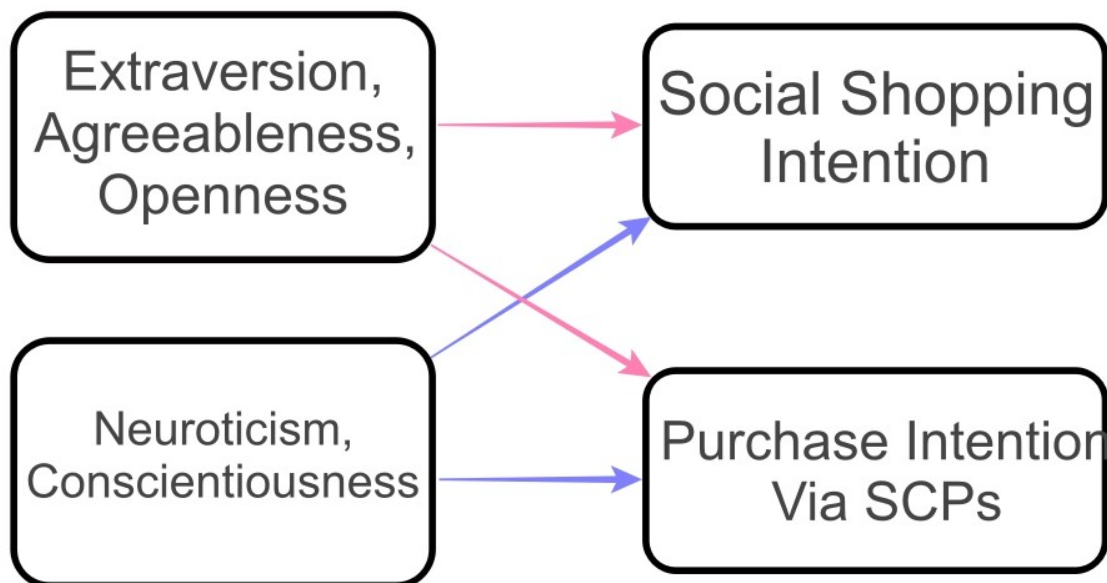 Extraversion,
Agreeableness,
Openness
Social Shopping
Intention
Neuroticism,
Conscientiousness
Purchase Intention
Via SCPs